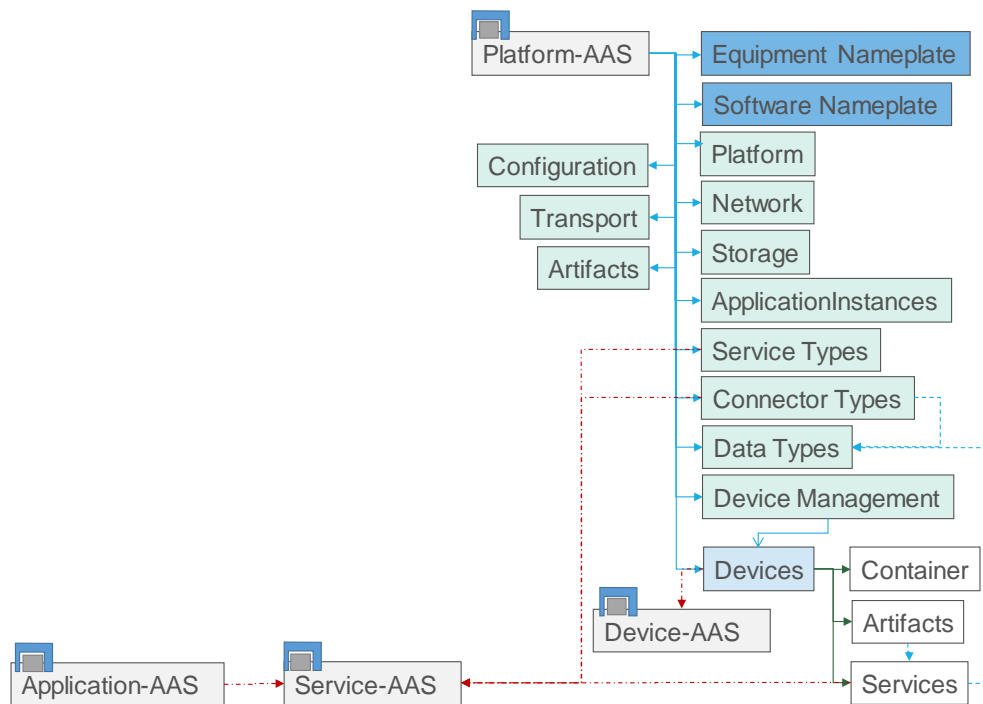 Platform-AAS
Equipment Nameplate
Software Nameplate
Platform
Configuration
Network
Transport
Storage
Artifacts
ApplicationInstances
Service Types
Connector Types
Data Types
Device Management
Devices
Container
Device-AAS
Artifacts
Application-AAS
Service-AAS
Services